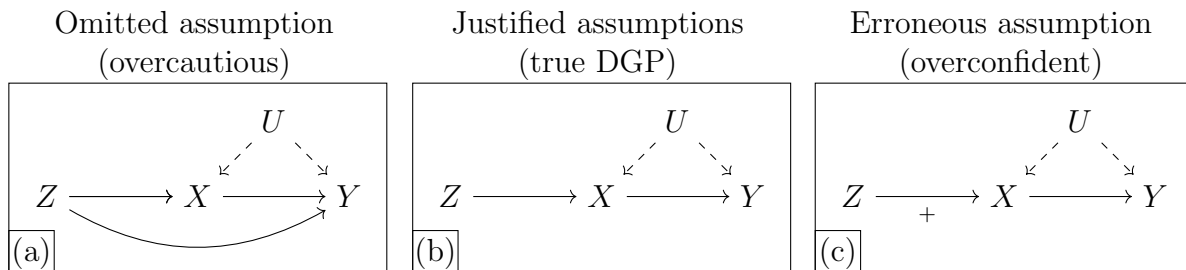 Omitted assumption
(overcautious)
U
Z X Y
(a)
Justified assumptions
(true DGP)
U
Z X Y
(b)
Erroneous assumption
(overconfident)
U
Z X Y
+
(c)